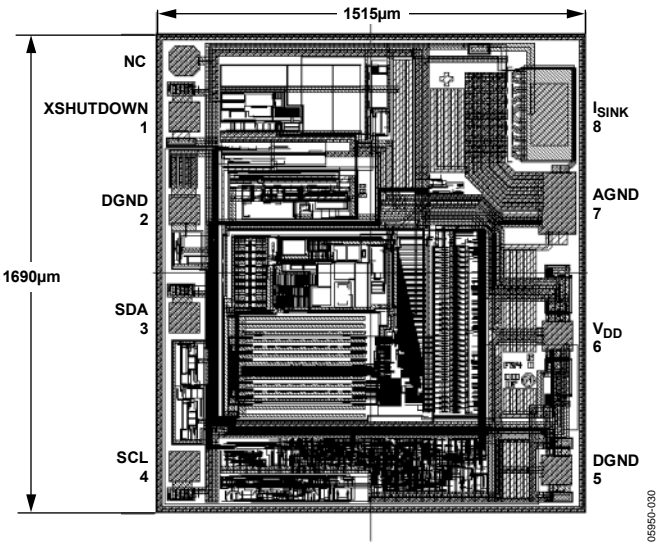 1515µm
NC
XSHUTDOWN
1
DGND
2
1690µm
SDA
3
SCL
4
I_SINK
8
AGND
7
V_DD
6
DGND
5
05950-030